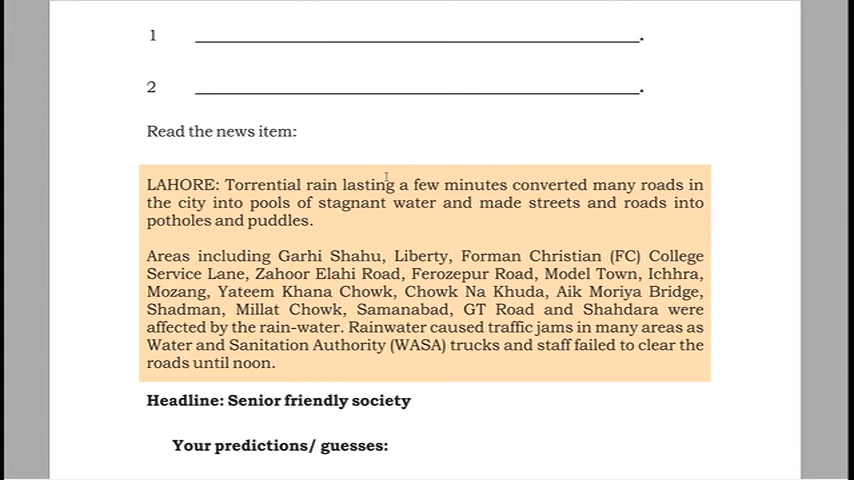 1 ______________________________.
2 ______________________________.
Read the news item:
LAHORE: Torrential rain lasting a few minutes converted many roads in
the city into pools of stagnant water and made streets and roads into
potholes and puddles.
Areas including Garhi Shahu, Liberty, Forman Christian (FC) College
Service Lane, Zahoor Elahi Road, Ferozepur Road, Model Town, Ichhra,
Mozang, Yateem Khana Chowk, Chowk Na Khuda, Aik Moriya Bridge,
Shadman, Millat Chowk, Samanabad, GT Road and Shahdara were
affected by the rain-water. Rainwater caused traffic jams in many areas as
Water and Sanitation Authority (WASA) trucks and staff failed to clear the
roads until noon.
Headline: Senior friendly society
Your predictions/ guesses: